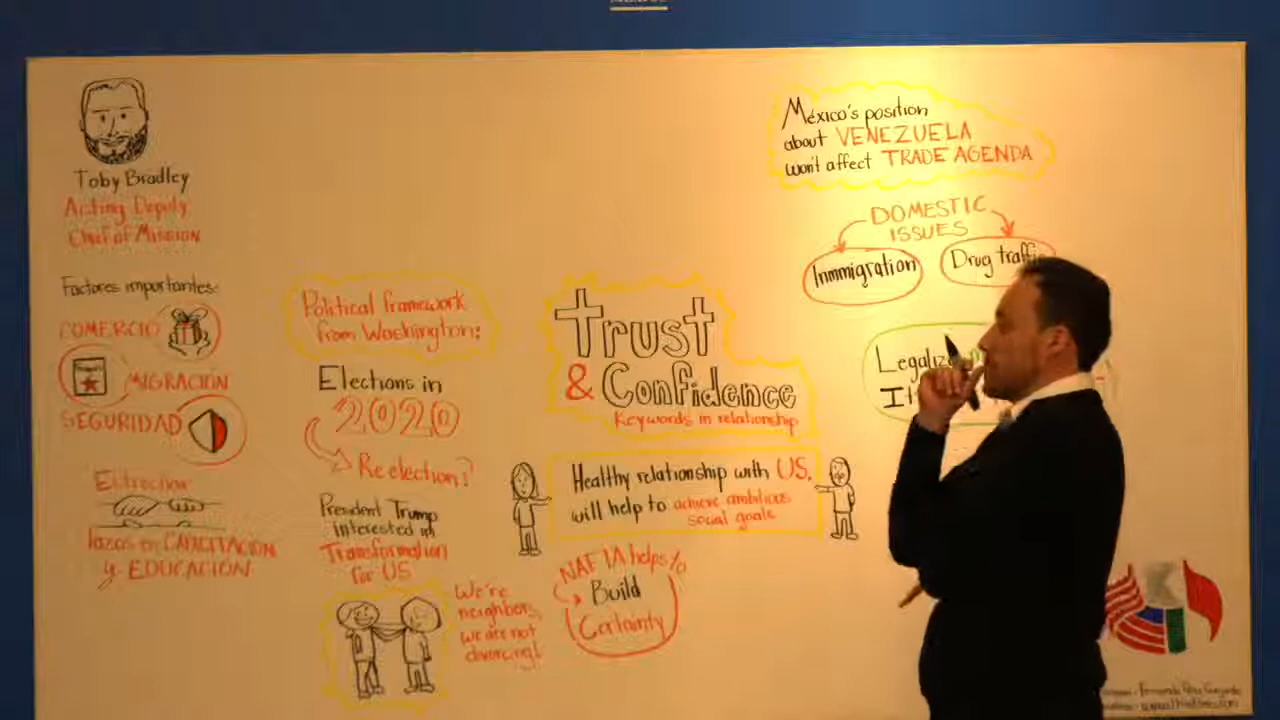 Toby Bradley
Acting Deputy
Chief of Mission
Factores importantes:
COMERCIO
MIGRACIÓN
SEGURIDAD
Estrechar
lazos en CAPACITACIÓN
y EDUCACIÓN
Political framework
from Washington:
Elections in
2020
Reelection?
President Trump
interested in
Transformation
for US
We're
neighbors,
we are not
divorcing!
Trust
& Confidence
Keywords in relationship
Healthy relationship with US.
will help to achieve ambitious
social goals
NAFTA helps to
Build
Certainty
México's position
about VENEZUELA
won't affect TRADE AGENDA
DOMESTIC
ISSUES
Inmmigration
Drug traffi
Legaliz